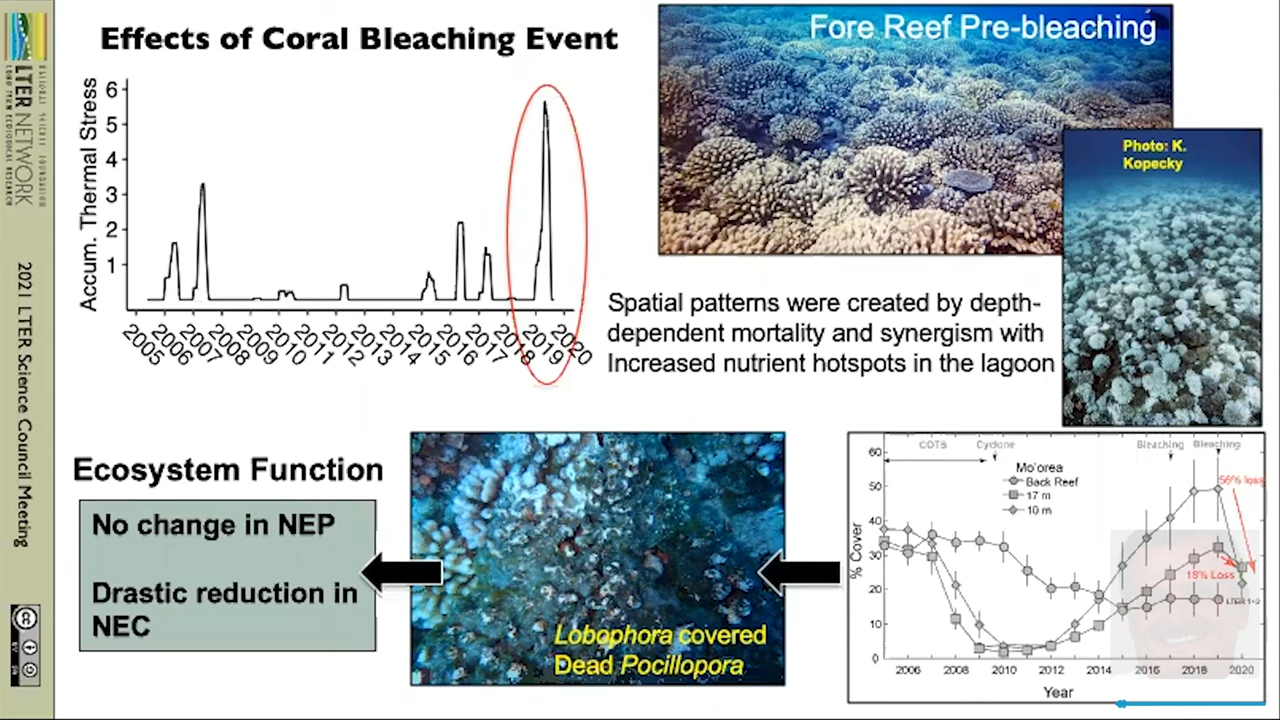 LTER NETWORK
LONG TERM ECOLOGICAL RESEARCH
2021 LTER Science Council Meeting
cc
BY
Effects of Coral Bleaching Event
Accum. Thermal Stress
6
5
4
3
2
1
2005
2006
2007
2008
2009
2010
2011
2012
2013
2014
2015
2016
2017
2018
2019
2020
Fore Reef Pre-bleaching
Photo: K.
Kopecky
Spatial patterns were created by depth-
dependent mortality and synergism with
Increased nutrient hotspots in the lagoon
Ecosystem Function
No change in NEP
Drastic reduction in
NEC
Lobophora covered
Dead Pocillopora
COTS
Cyclone
Bleaching
Bleaching
Mo'orea
Back Reef
17 m
10 m
56% loss
18% Loss
% Cover
60
50
40
30
20
10
0
2006 2008 2010 2012 2014 2016 2018 2020
Year